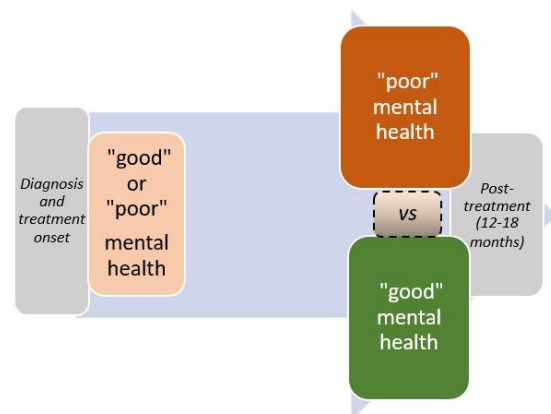 Diagnosis
and
treatment
onset
"good"
or
"poor"
mental
health
"poor"
mental
health
vs
"good"
mental
health
Post-
treatment
(12-18
months)